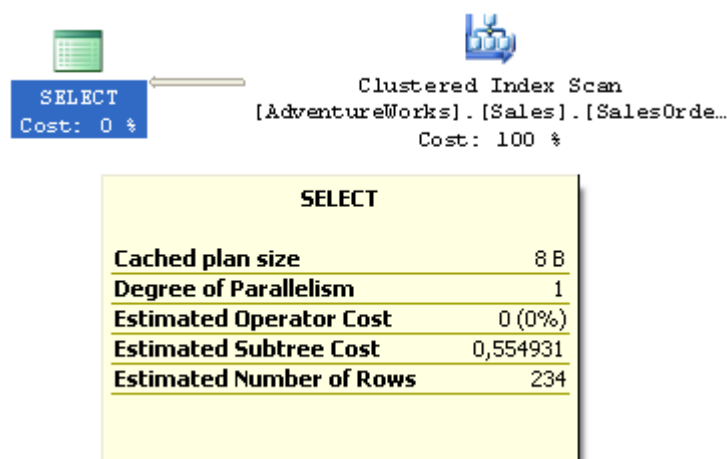 SELECT
Cost: 0 %
Clustered Index Scan
[AdventureWorks].[Sales].[SalesOrde…
Cost: 100 %
SELECT
Cached plan size 8 B
Degree of Parallelism 1
Estimated Operator Cost 0 (0%)
Estimated Subtree Cost 0,554931
Estimated Number of Rows 234